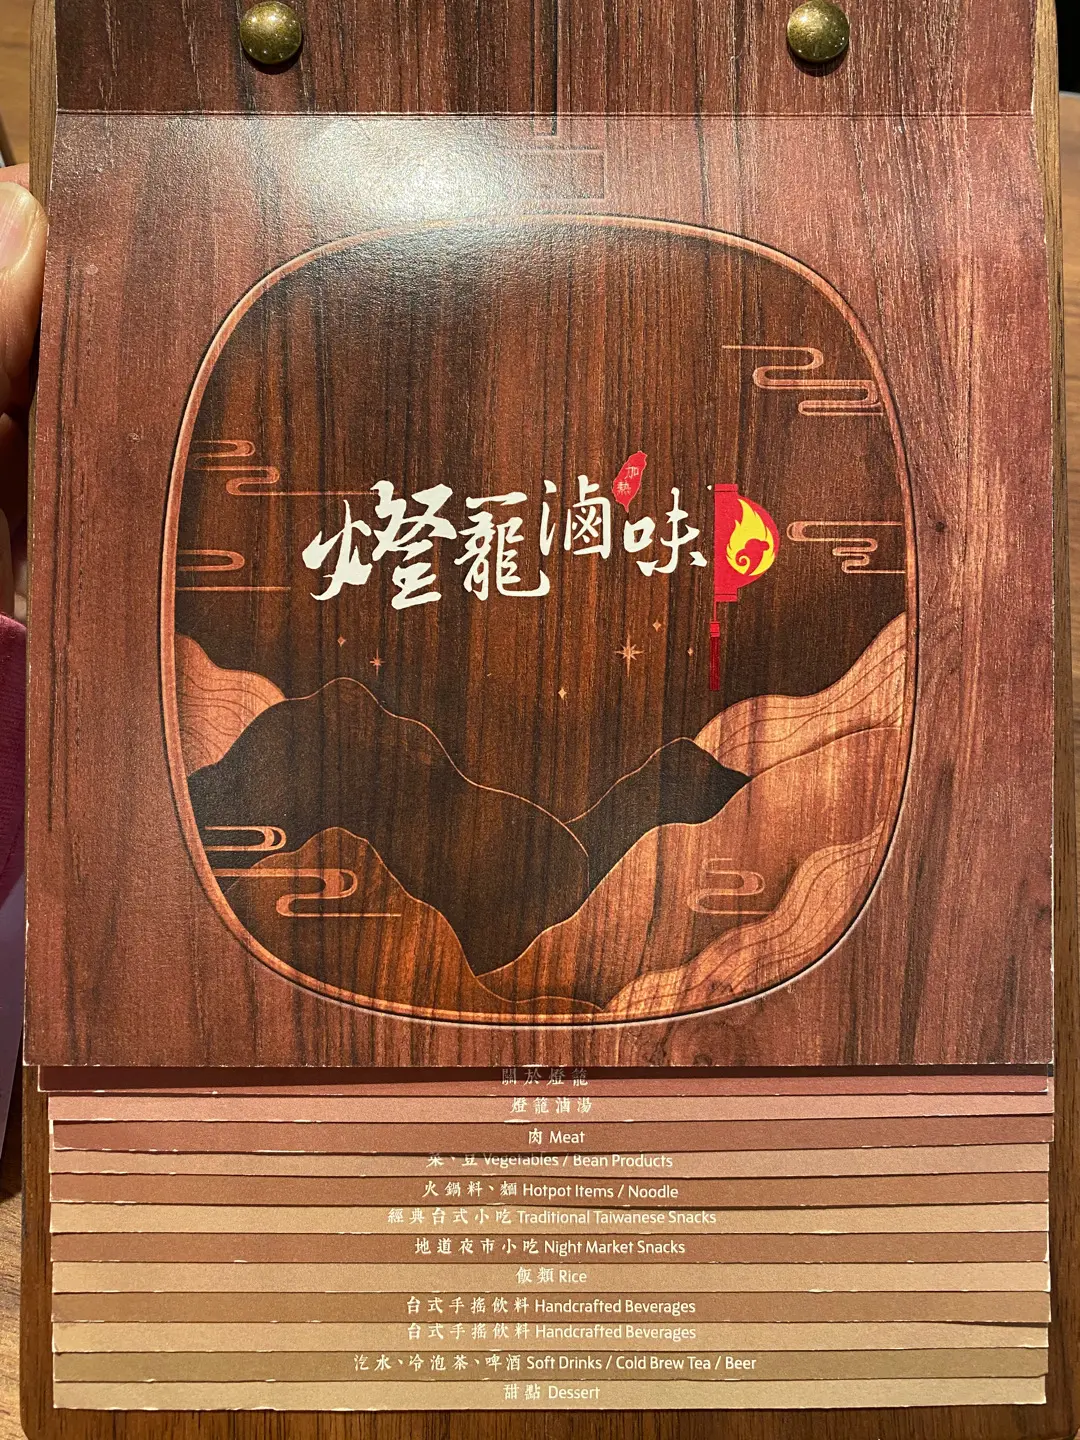 加熱
燈籠滷味
關於燈籠
燈籠滷湯
肉 Meat
菜、豆 Vegetables / Bean Products
火鍋料、麵 Hotpot Items / Noodle
經典台式小吃 Traditional Taiwanese Snacks
地道夜市小吃 Night Market Snacks
飯類 Rice
台式手搖飲料 Handcrafted Beverages
台式手搖飲料 Handcrafted Beverages
汽水、冷泡茶、啤酒 Soft Drinks / Cold Brew Tea / Beer
甜點 Dessert